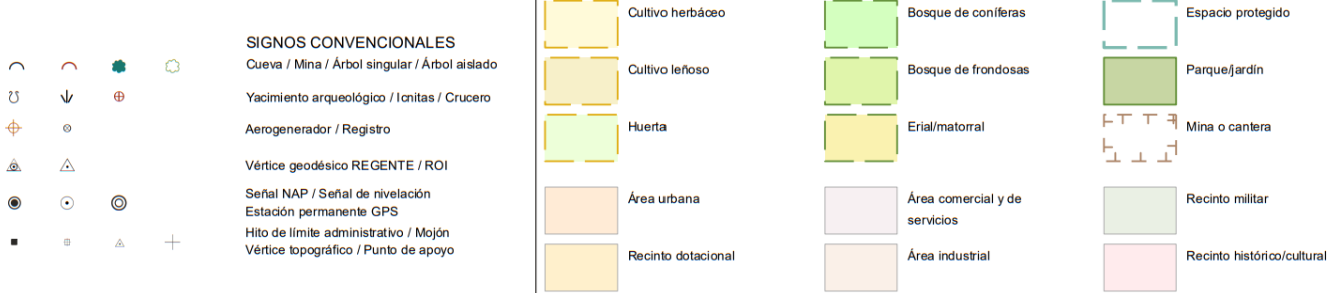 SIGNOS CONVENCIONALES
Cueva / Mina / Árbol singular / Árbol aislado
Yacimiento arqueológico / Icnitas / Crucero
Aerogenerador / Registro
Vértice geodésico REGENTE / ROI
Señal NAP / Señal de nivelación
Estación permanente GPS
Hito de límite administrativo / Mojón
Vértice topográfico / Punto de apoyo
Cultivo herbáceo
Cultivo leñoso
Huerta
Área urbana
Recinto dotacional
Bosque de coníferas
Bosque de frondosas
Erial/matorral
Área comercial y de
servicios
Área industrial
Espacio protegido
Parque/jardín
Mina o cantera
Recinto militar
Recinto histórico/cultural